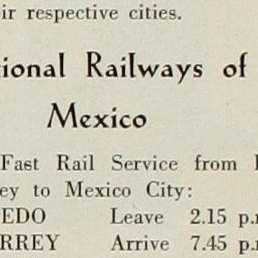 ir respective cities.
ional Railways of
Mexico
Fast Rail Service from
ey to Mexico City:
EDO Leave 2.15 p.
RREY Arrive 7.45 p.